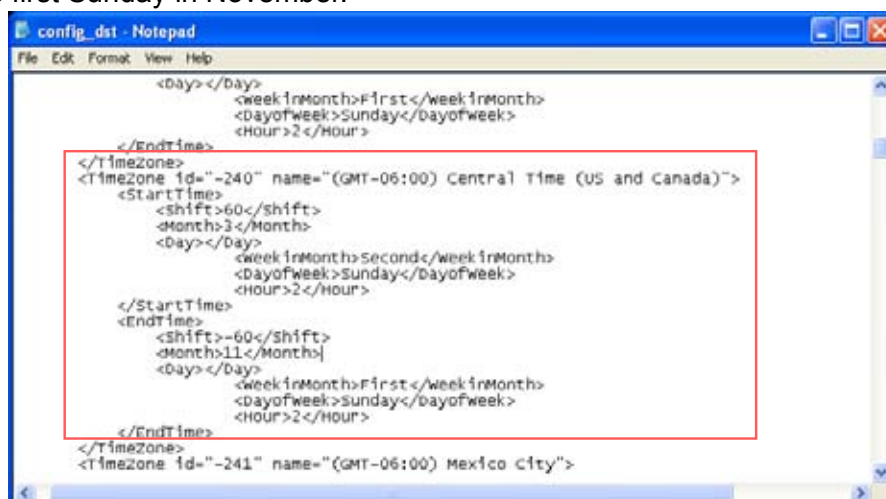 first Sunday in November.
config_dst - Notepad
File Edit Format View Help
<Day></Day>
<WeekinMonth>First</WeekinMonth>
<DayofWeek>Sunday</DayofWeek>
<Hour>2</Hour>
</EndTime>
</TimeZone>
<TimeZone id="-240" name="(GMT-06:00) Central Time (US and Canada)">
<StartTime>
<Shift>60</Shift>
<Month>3</Month>
<Day></Day>
<WeekinMonth>Second</WeekinMonth>
<DayofWeek>Sunday</DayofWeek>
<Hour>2</Hour>
</StartTime>
<EndTime>
<Shift>-60</Shift>
<Month>11</Month>
<Day></Day>
<WeekinMonth>First</WeekinMonth>
<DayofWeek>Sunday</DayofWeek>
<Hour>2</Hour>
</EndTime>
</TimeZone>
<TimeZone id="-241" name="(GMT-06:00) Mexico City">